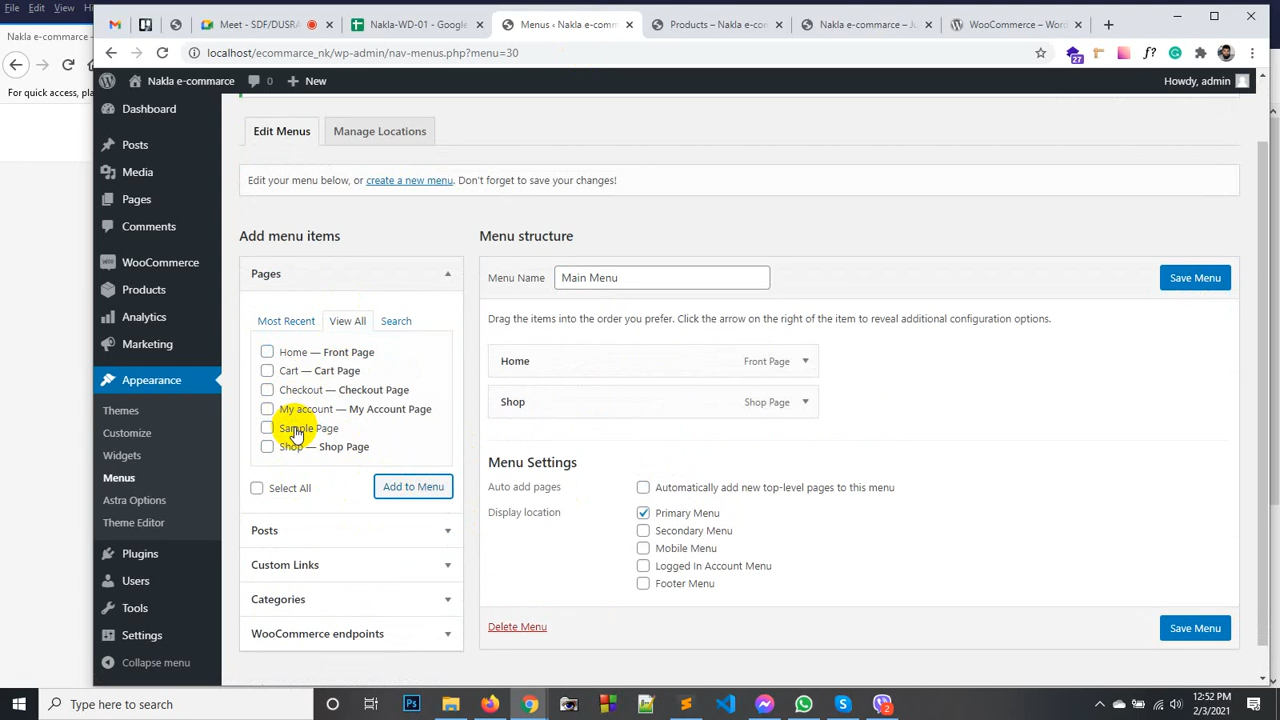 File Edit
Nakla e-commerce –
For quick access, pla
Meet - SDF/DUSRA
Nakla-WD-01 - Google
Menus ‹ Nakla e-comm
Products – Nakla e-com
Nakla e-commerce – Ju
WooCommerce – Word
localhost/ecommarce_nk/wp-admin/nav-menus.php?menu=30
27
f?
Nakla e-commerce 0 New Howdy, admin
Dashboard
Posts
Media
Pages
Comments
WooCommerce
Products
Analytics
Marketing
Appearance
Themes
Customize
Widgets
Menus
Astra Options
Theme Editor
Plugins
Users
Tools
Settings
Collapse menu
Edit Menus Manage Locations
Edit your menu below, or create a new menu. Don't forget to save your changes!
Add menu items
Pages
Most Recent View All Search
Home — Front Page
Cart — Cart Page
Checkout — Checkout Page
My account — My Account Page
Sample Page
Shop — Shop Page
Select All Add to Menu
Posts
Custom Links
Categories
WooCommerce endpoints
Menu structure
Menu Name Main Menu Save Menu
Drag the items into the order you prefer. Click the arrow on the right of the item to reveal additional configuration options.
Home Front Page
Shop Shop Page
Menu Settings
Auto add pages Automatically add new top-level pages to this menu
Display location Primary Menu
Secondary Menu
Mobile Menu
Logged In Account Menu
Footer Menu
Delete Menu Save Menu
Type here to search
Ps
2
12:52 PM
2/3/2021